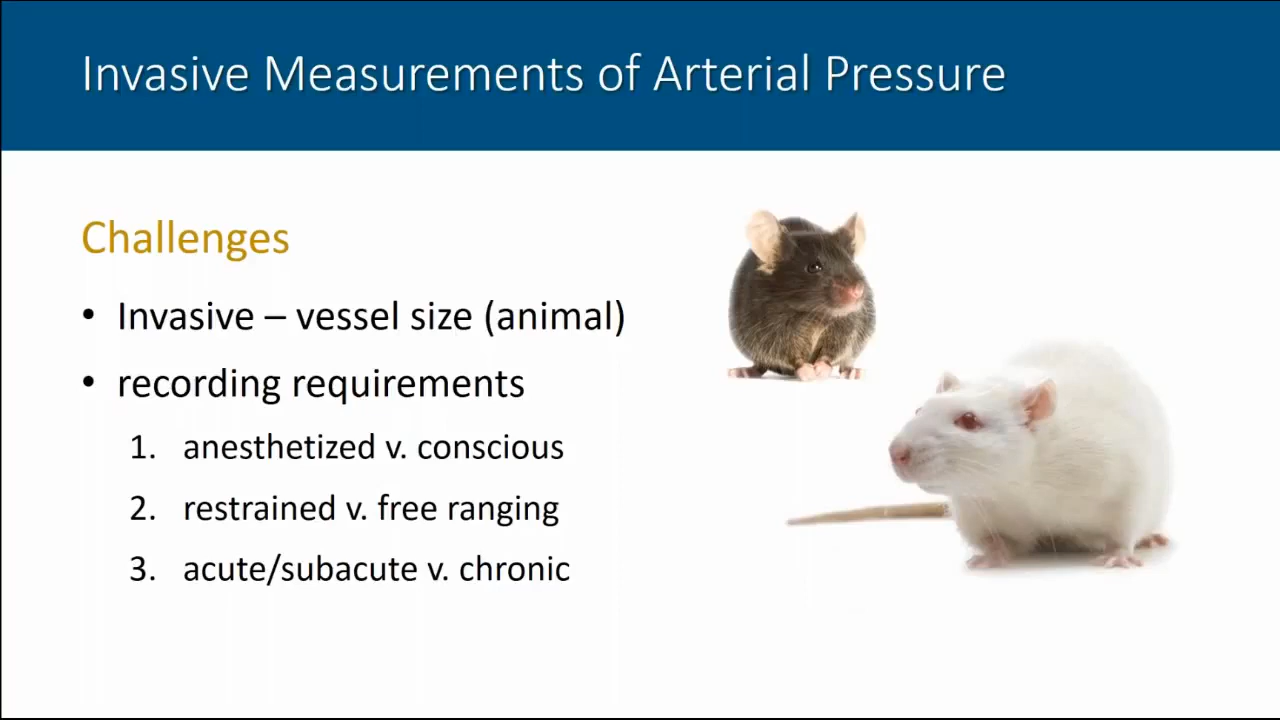 Invasive Measurements of Arterial Pressure
Challenges
• Invasive – vessel size (animal)
• recording requirements
1. anesthetized v. conscious
2. restrained v. free ranging
3. acute/subacute v. chronic